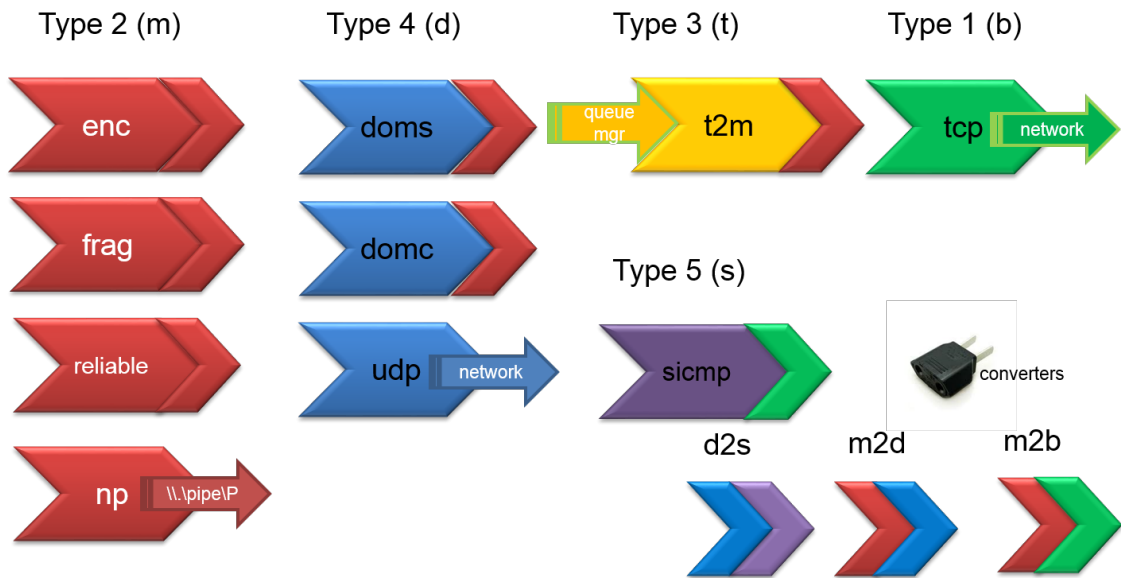 Type 2 (m)
Type 4 (d)
Type 3 (t)
Type 1 (b)
enc
doms
queue
mgr
t2m
tcp
network
frag
domc
Type 5 (s)
reliable
udp
network
sicmp
converters
np
\\.\pipe\P
d2s
m2d
m2b